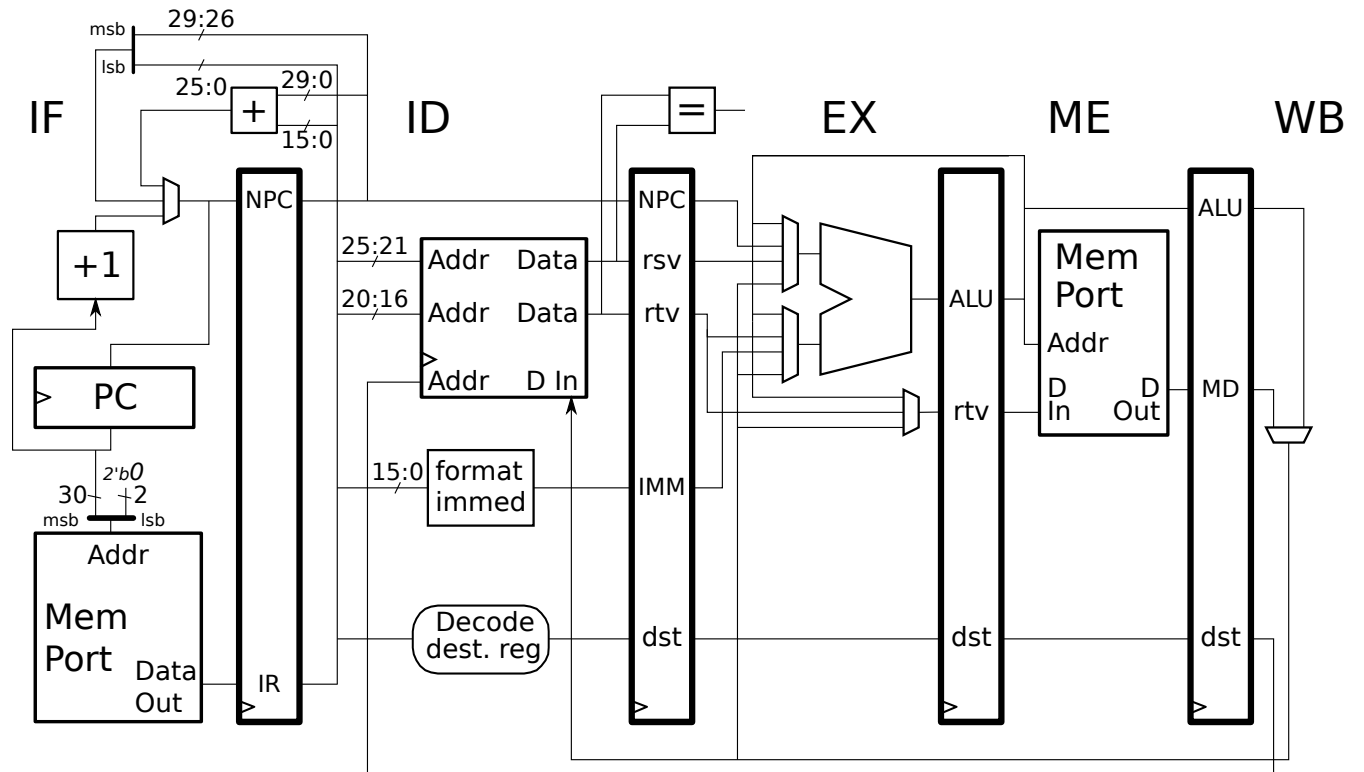 29:26
msb
lsb
25:0
29:0
+
=
15:0
IF
ID
EX
ME
WB
NPC
NPC
ALU
+1
25:21
Addr
Data
rsv
20:16
Addr
Data
rtv
ALU
Mem
Port
Addr
Addr
D In
PC
D
In
D
Out
MD
rtv
2'b0
30
2
msb
lsb
15:0
format
immed
IMM
Addr
Mem
Port
Data
Out
IR
Decode
dest. reg
dst
dst
dst